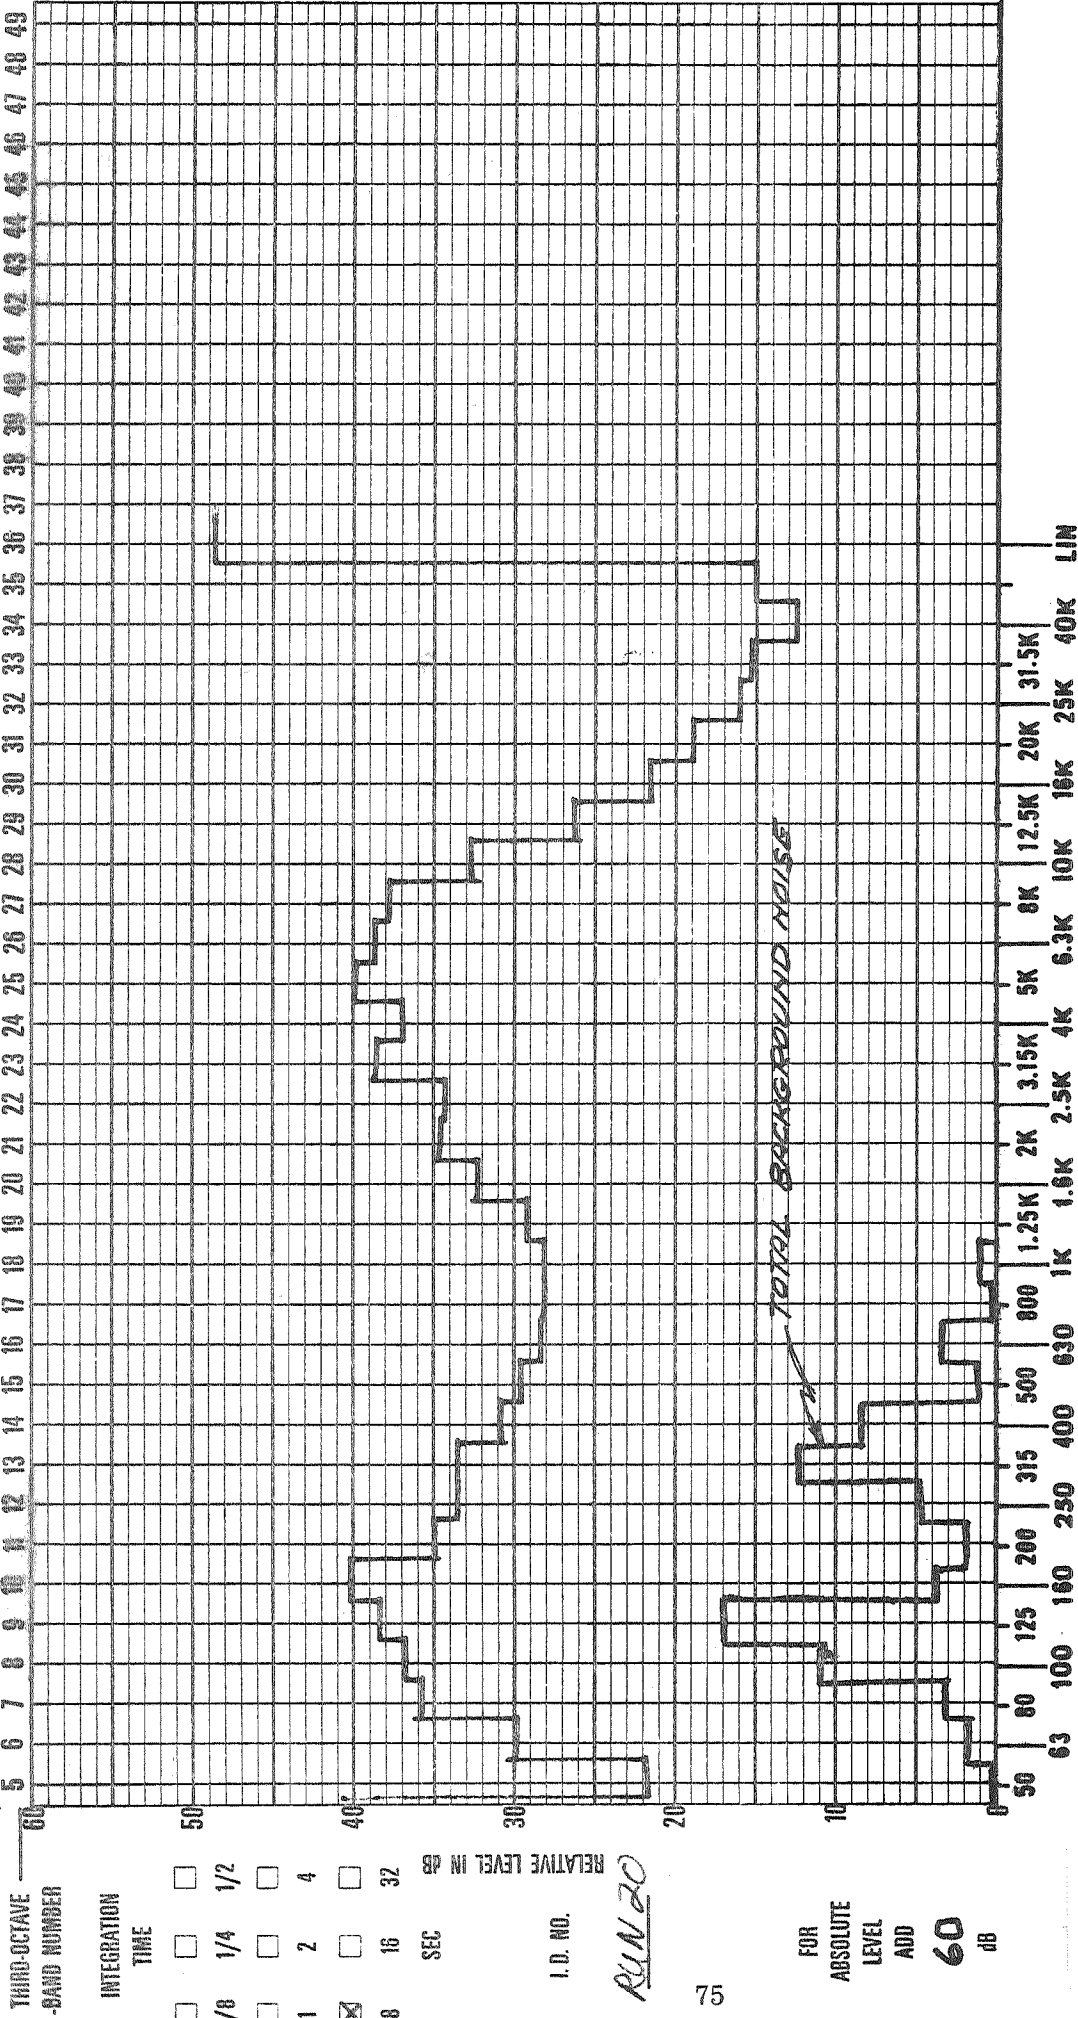 THIRD-OCTAVE
-BAND NUMBER
5 6 7 8 9 10 11 12 13 14 15 16 17 18 19 20 21 22 23 24 25 26 27 28 29 30 31 32 33 34 35 36 37 38 39 40 41 42 43 44 45 46 47 48 49
INTEGRATION
TIME
/8 1/4 1/2
1 2 4
8 16 32
SEC
RELATIVE LEVEL IN dB
60
50
40
30
20
10
0
I.D. NO.
RUN 20
75
FOR
ABSOLUTE
LEVEL
ADD
60
dB
TOTAL BACKGROUND NOISE
50 80 125 200 315 500 800 1.25K 2K 3.15K 5K 8K 12.5K 20K 31.5K
63 100 160 250 400 630 1K 1.6K 2.5K 4K 6.3K 10K 16K 25K 40K LIN